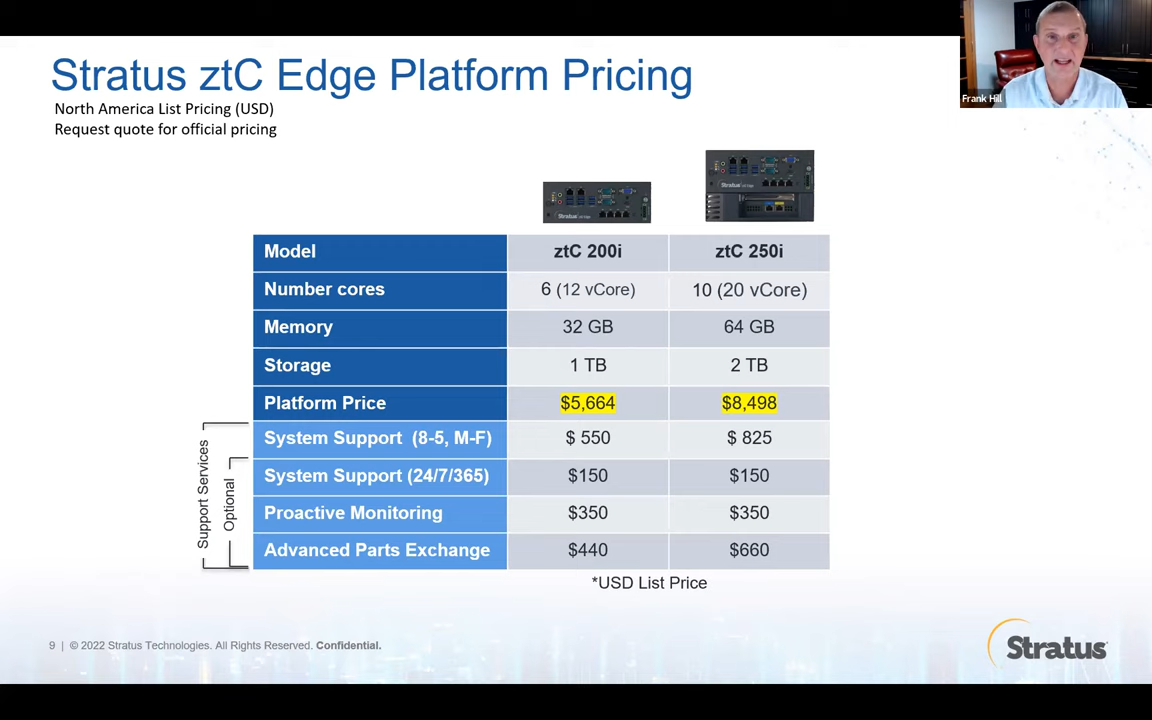 Frank Hill
Stratus ztC Edge Platform Pricing
North America List Pricing (USD)
Request quote for official pricing
Model ztC 200i ztC 250i
Number cores 6 (12 vCore) 10 (20 vCore)
Memory 32 GB 64 GB
Storage 1 TB 2 TB
Platform Price $5,664 $8,498
System Support (8-5, M-F) $ 550 $ 825
System Support (24/7/365) $150 $150
Proactive Monitoring $350 $350
Advanced Parts Exchange $440 $660
Support Services
Optional
*USD List Price
9 | © 2022 Stratus Technologies. All Rights Reserved. Confidential.
Stratus